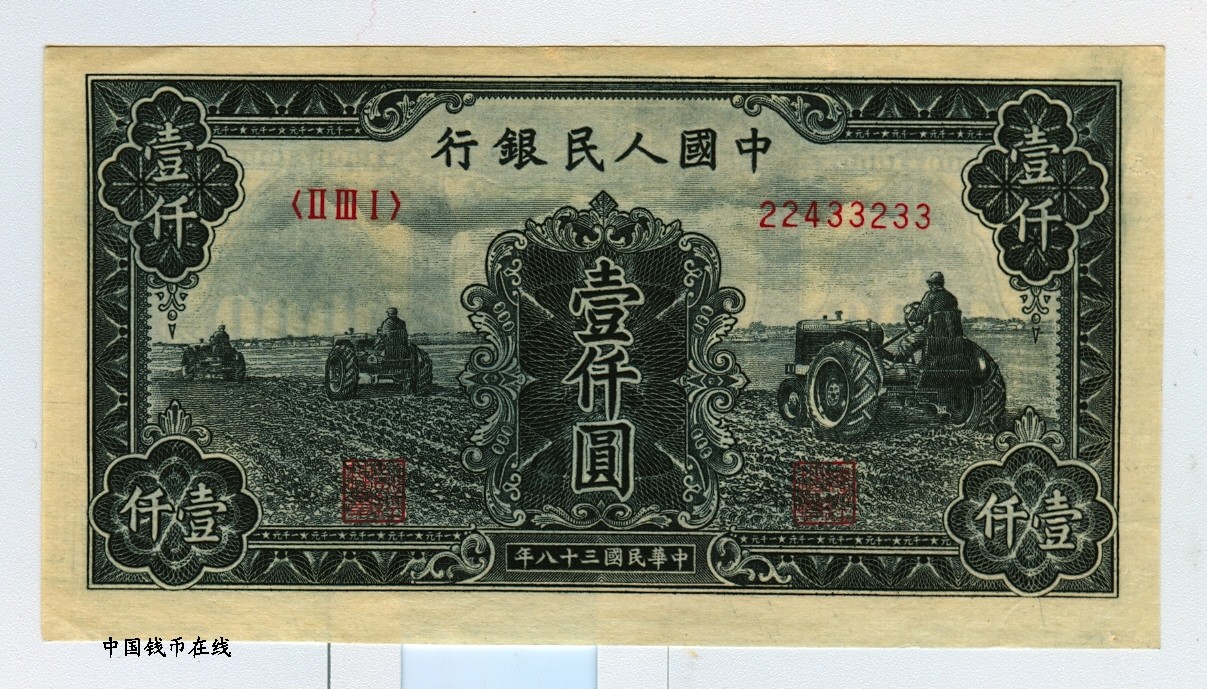 中國人民銀行
壹仟
壹仟
〈II III I〉
22433233
壹仟圓
壹仟
壹仟
中華民國三十八年
中国钱币在线